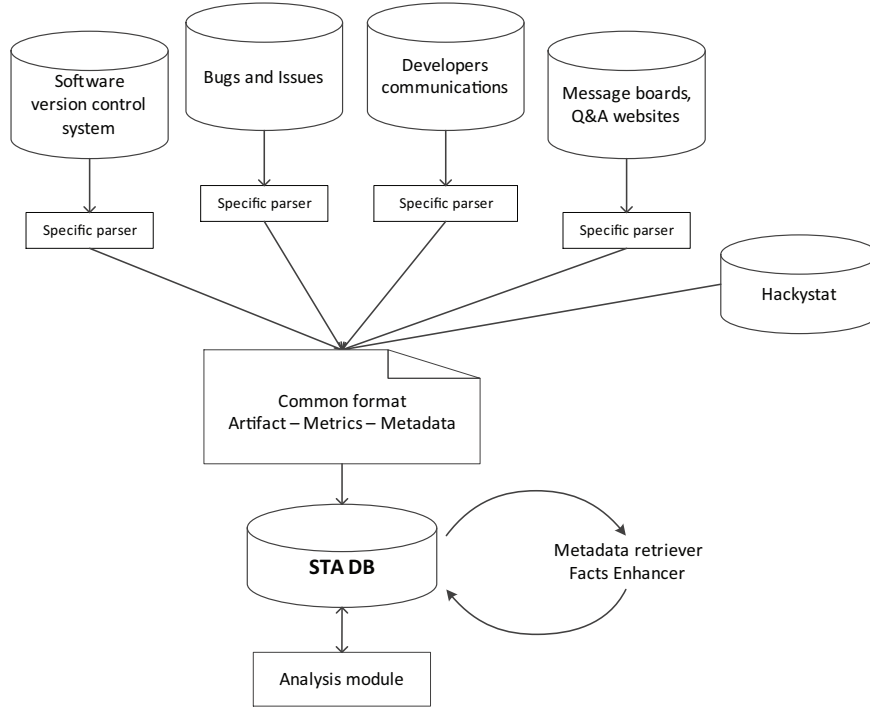 Software
version control
system
Bugs and Issues
Developers
communications
Message boards,
Q&A websites
Specific parser
Specific parser
Specific parser
Specific parser
Hackystat
Common format
Artifact – Metrics – Metadata
STA DB
Metadata retriever
Facts Enhancer
Analysis module